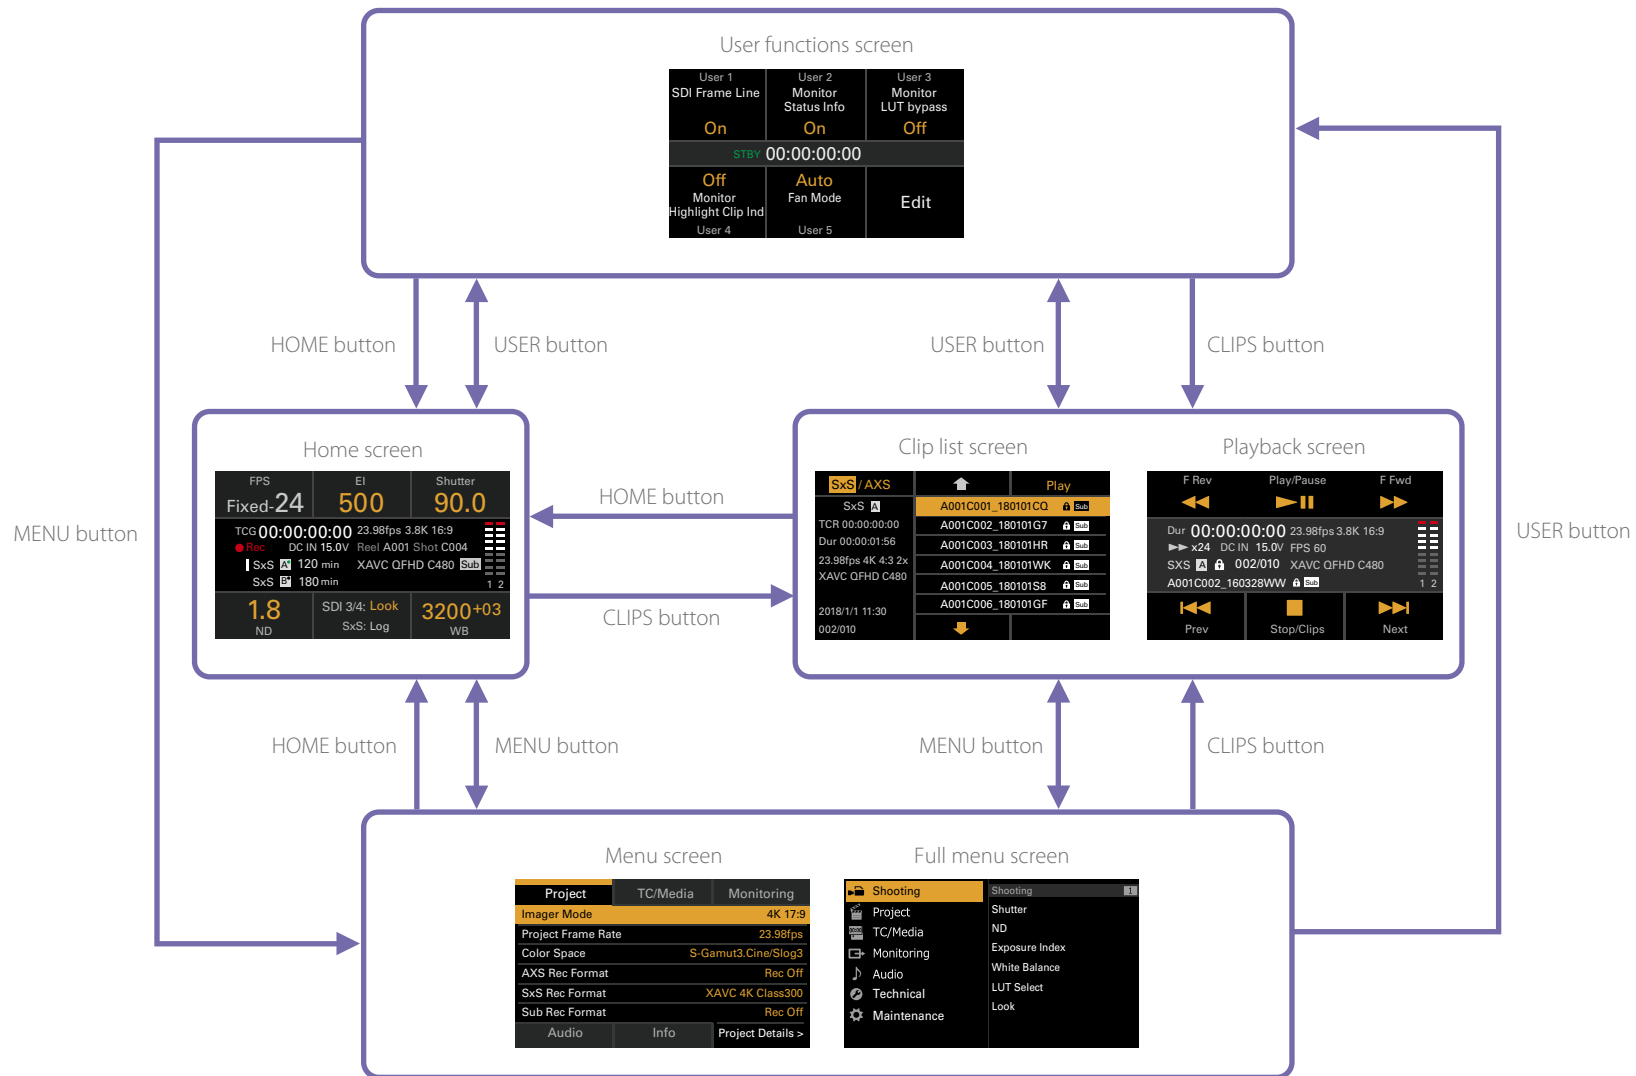 User functions screen
User 1
SDI Frame Line
On
User 2
Monitor
Status Info
On
User 3
Monitor
LUT bypass
Off
STBY 00:00:00:00
Off
Monitor
Highlight Clip Ind
User 4
Auto
Fan Mode
User 5
Edit
HOME button
USER button
USER button
CLIPS button
MENU button
USER button
Home screen
FPS
Fixed-24
EI
500
Shutter
90.0
TCG 00:00:00:00 23.98fps 3.8K 16:9
Rec DC IN 15.0V Reel A001 Shot C004
SxS A 120 min XAVC QFHD C480 Sub
SxS B 180 min
1 2
1.8
ND
SDI 3/4: Look
SxS: Log
3200+03
WB
HOME button
CLIPS button
Clip list screen
SxS / AXS
Play
SxS A
TCR 00:00:00:00
Dur 00:00:01:56
23.98fps 4K 4:3 2x
XAVC QFHD C480
2018/1/1 11:30
002/010
A001C001_180101CQ Sub
A001C002_180101G7 Sub
A001C003_180101HR Sub
A001C004_180101WK Sub
A001C005_180101S8 Sub
A001C006_180101GF Sub
Playback screen
F Rev
Play/Pause
F Fwd
Dur 00:00:00:00 23.98fps 3.8K 16:9
x24 DC IN 15.0V FPS 60
SXS A 002/010 XAVC QFHD C480
A001C002_160328WW Sub
1 2
Prev
Stop/Clips
Next
HOME button
MENU button
MENU button
CLIPS button
Menu screen
Project
TC/Media
Monitoring
Imager Mode 4K 17:9
Project Frame Rate 23.98fps
Color Space S-Gamut3.Cine/Slog3
AXS Rec Format Rec Off
SxS Rec Format XAVC 4K Class300
Sub Rec Format Rec Off
Audio
Info
Project Details >
Full menu screen
Shooting
Project
TC/Media
Monitoring
Audio
Technical
Maintenance
Shooting 1
Shutter
ND
Exposure Index
White Balance
LUT Select
Look